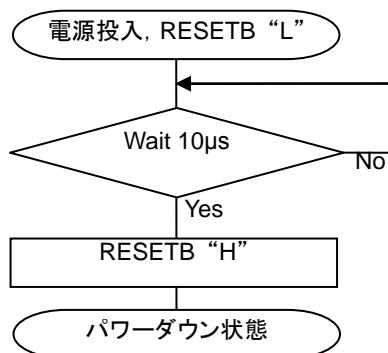 電源投入, RESETB “L”
Wait 10μs
No
Yes
RESETB “H”
パワーダウン状態